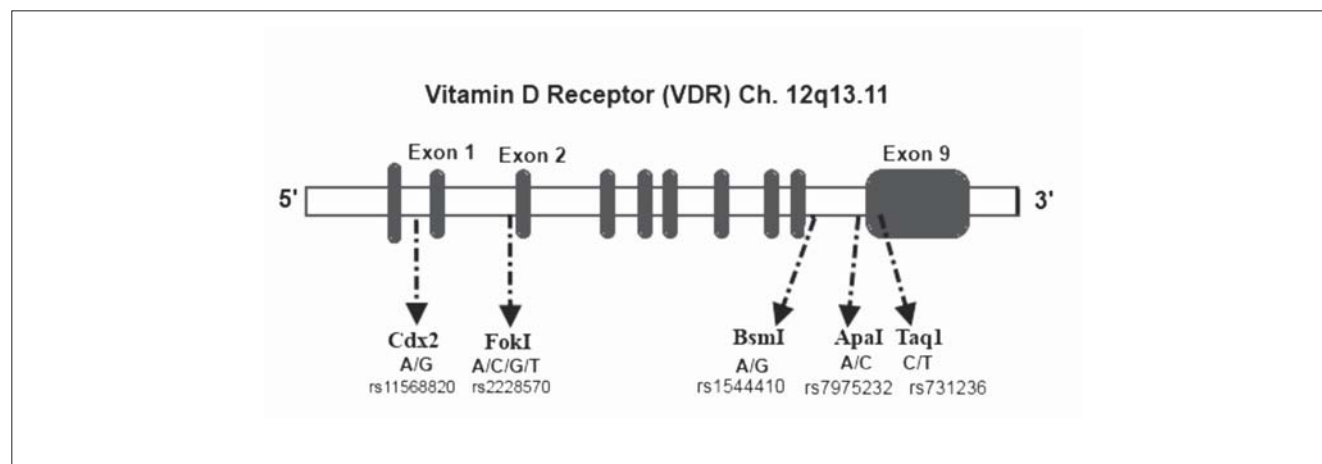 Vitamin D Receptor (VDR) Ch. 12q13.11
Exon 1 Exon 2 Exon 9
5' 3'
Cdx2 FokI BsmI ApaI Taq1
A/G A/C/G/T A/G A/C C/T
rs11568820 rs2228570 rs1544410 rs7975232 rs731236